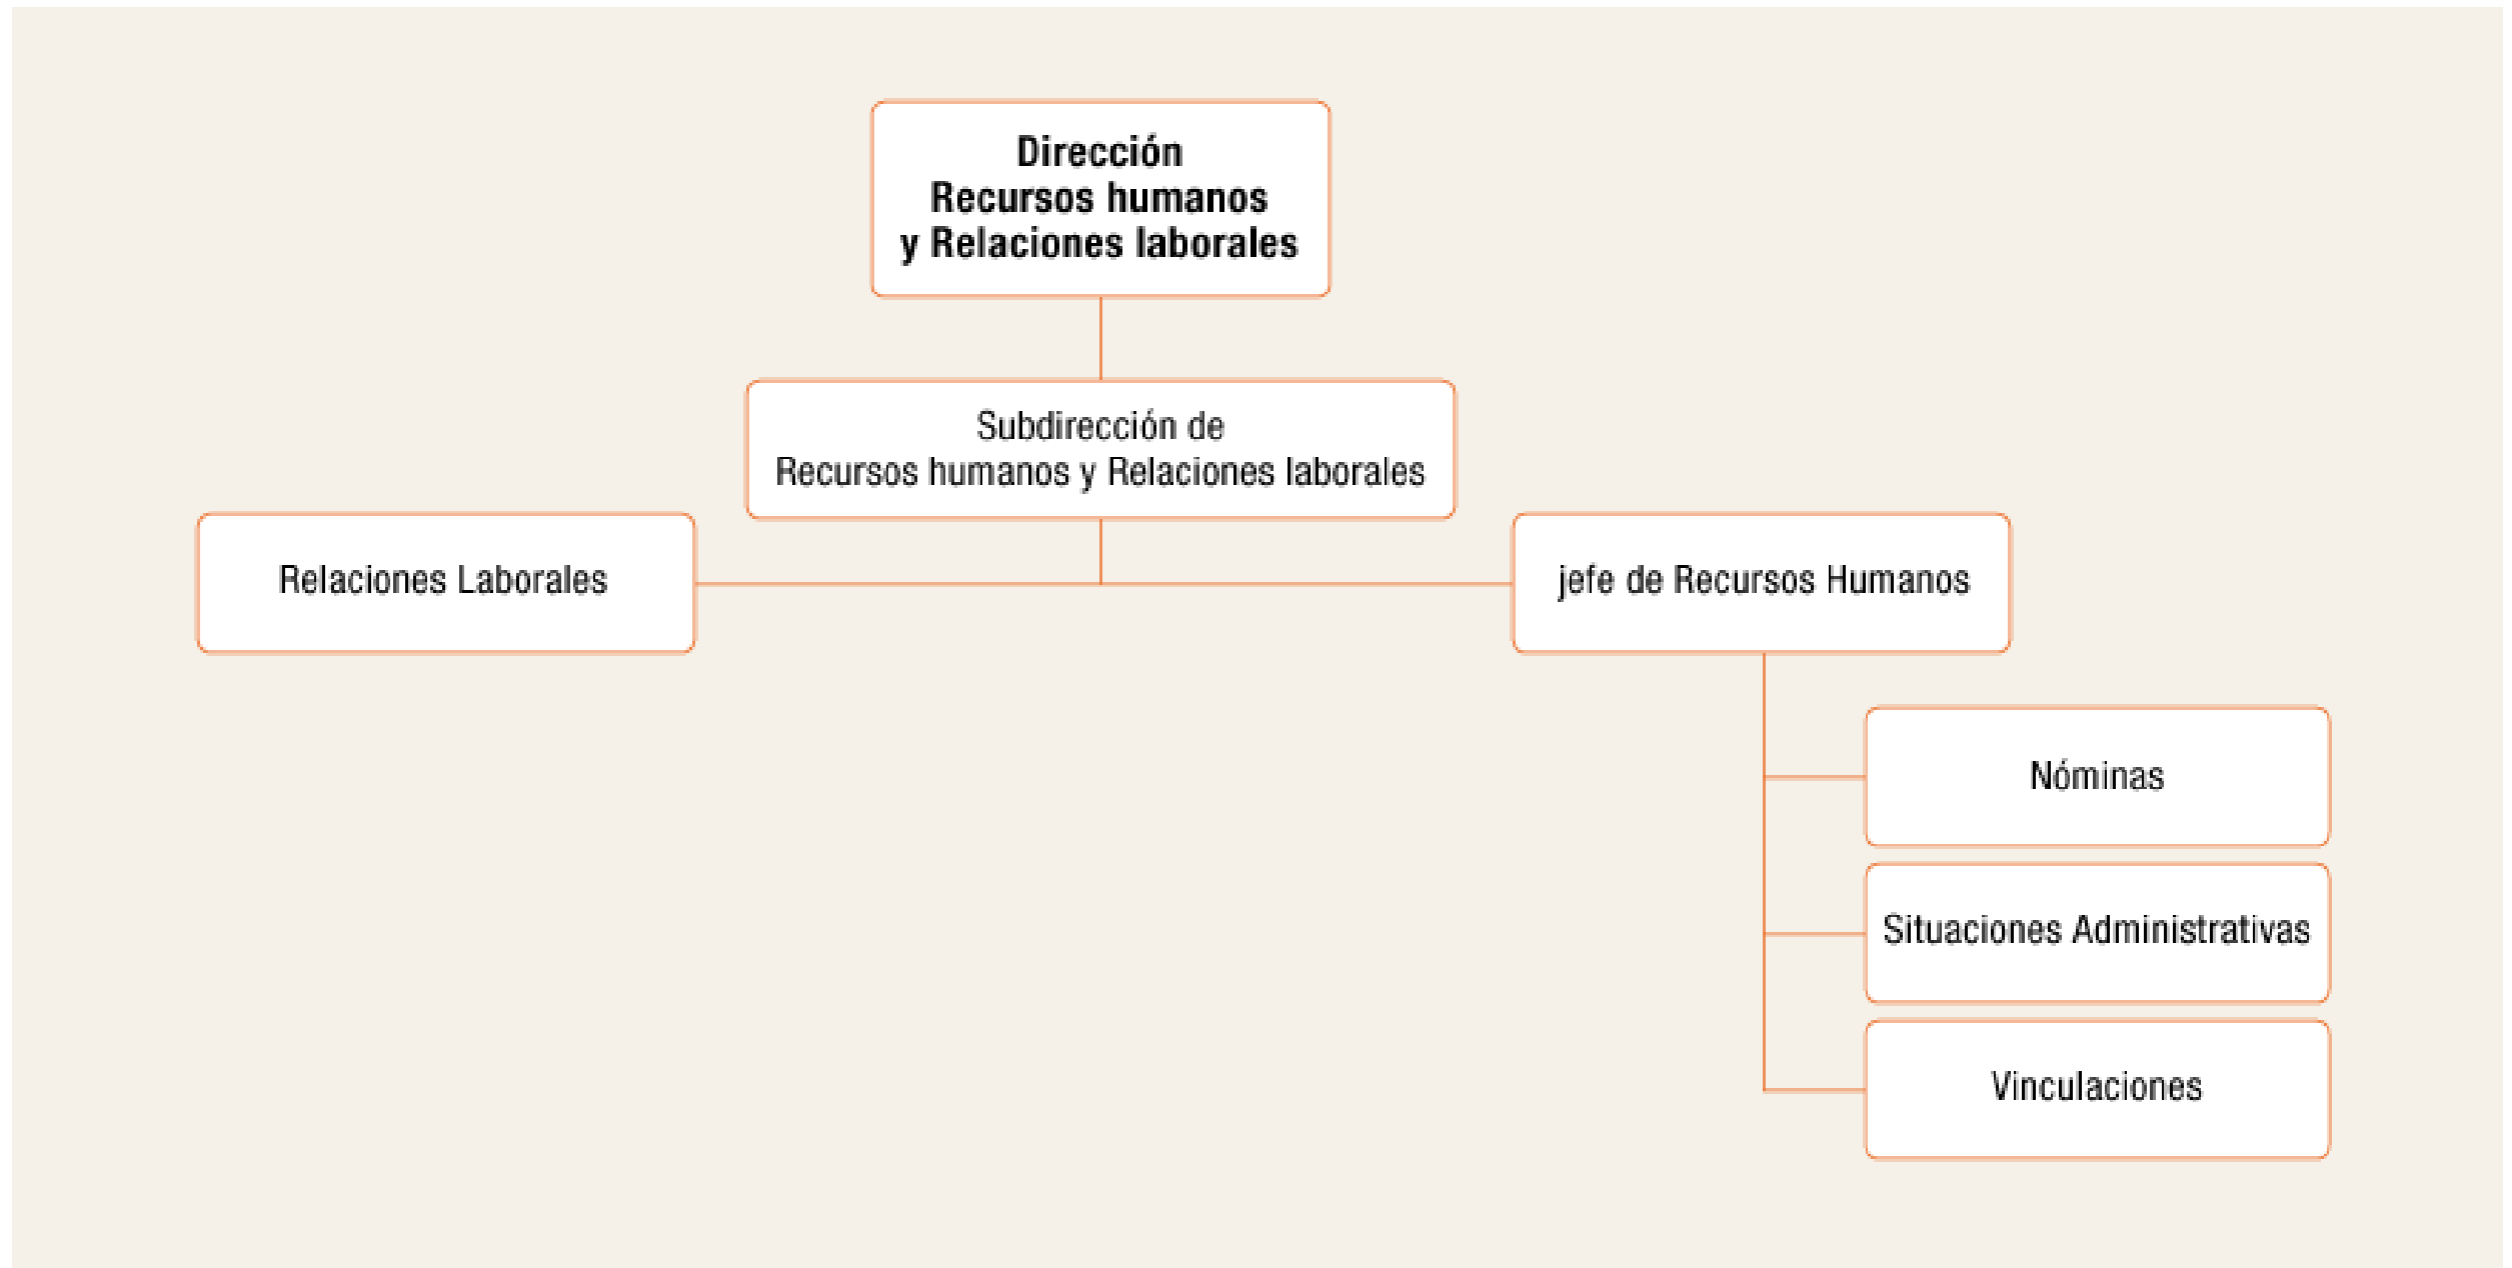 Dirección
Recursos humanos
y Relaciones laborales
Subdirección de
Recursos humanos y Relaciones laborales
Relaciones Laborales
jefe de Recursos Humanos
Nóminas
Situaciones Administrativas
Vinculaciones